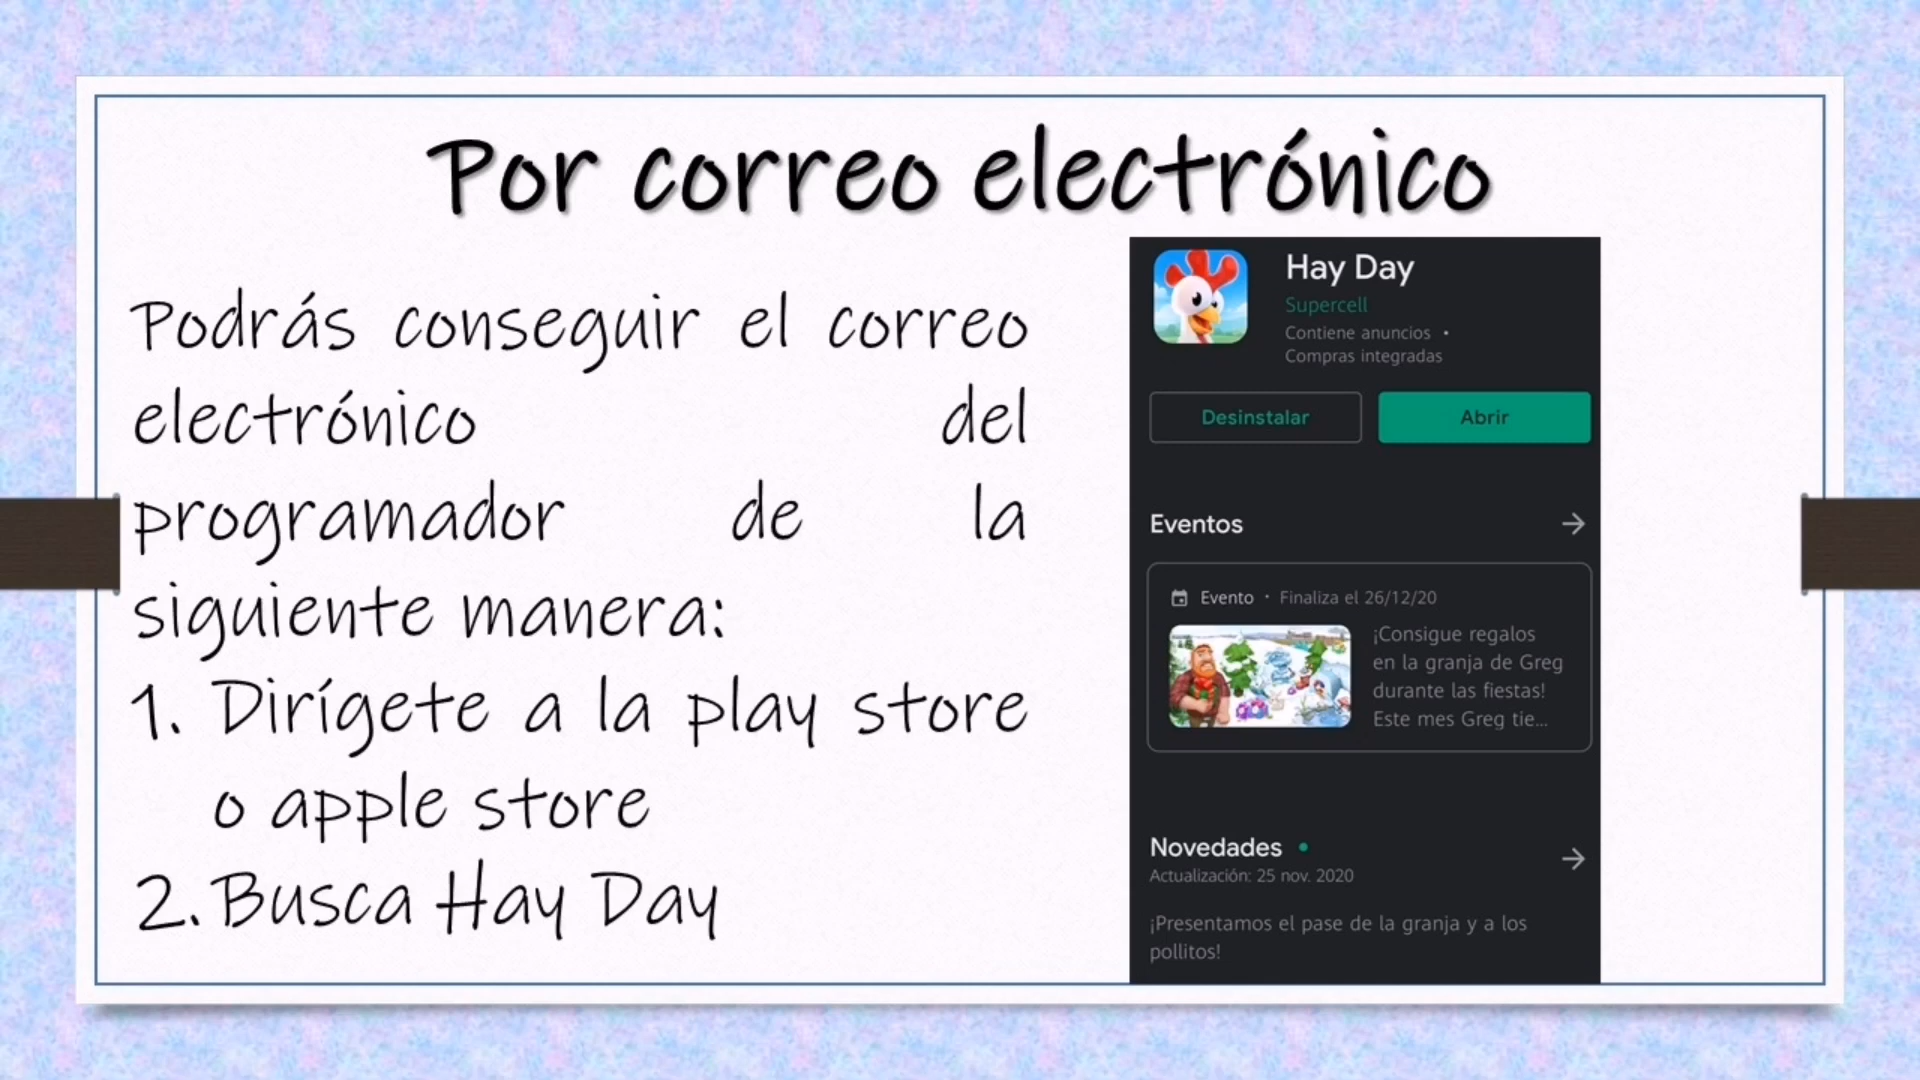 Por correo electrónico
Podrás conseguir el correo
electrónico del
programador de la
siguiente manera:
1. Dirígete a la play store
o apple store
2. Busca Hay Day
Hay Day
Supercell
Contiene anuncios •
Compras integradas
Desinstalar
Abrir
Eventos
Evento • Finaliza el 26/12/20
¡Consigue regalos
en la granja de Greg
durante las fiestas!
Este mes Greg tie...
Novedades •
Actualización: 25 nov. 2020
¡Presentamos el pase de la granja y a los
pollitos!